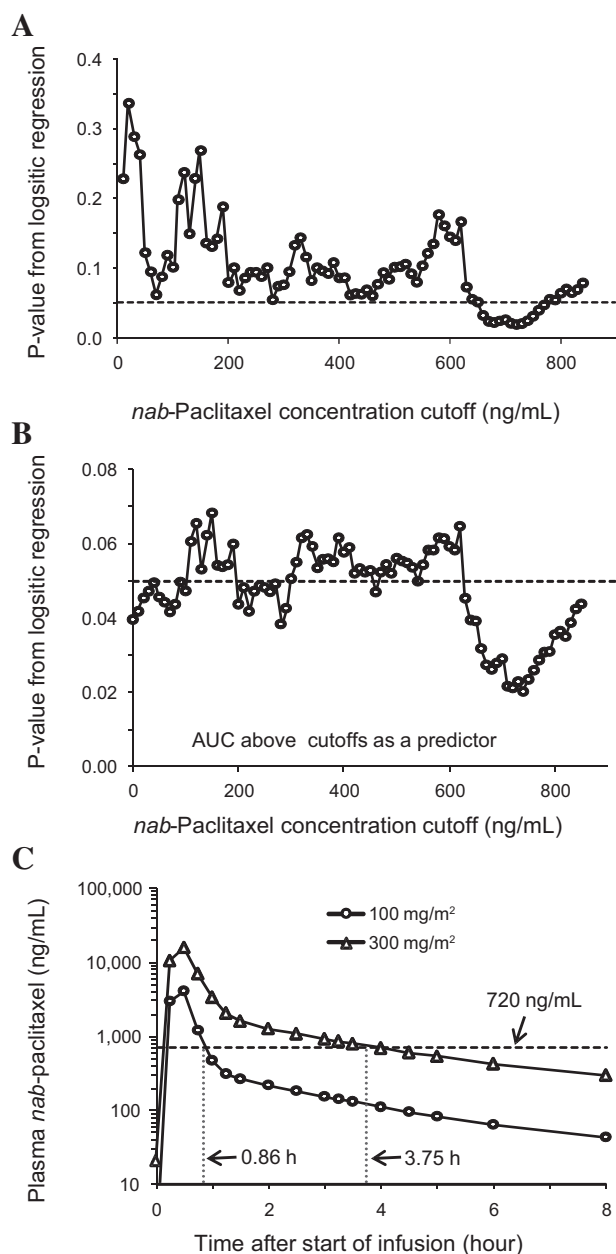 A
P-value from logsitic regression
0.4
0.3
0.2
0.1
0.0
0 200 400 600 800
nab-Paclitaxel concentration cutoff (ng/mL)
B
P-value from logsitic regression
0.08
0.06
0.04
0.02
0.00
AUC above cutoffs as a predictor
0 200 400 600 800
nab-Paclitaxel concentration cutoff (ng/mL)
C
Plasma nab-paclitaxel (ng/mL)
100,000
10,000
1,000
100
10
100 mg/m²
300 mg/m²
720 ng/mL
0.86 h
3.75 h
0 2 4 6 8
Time after start of infusion (hour)